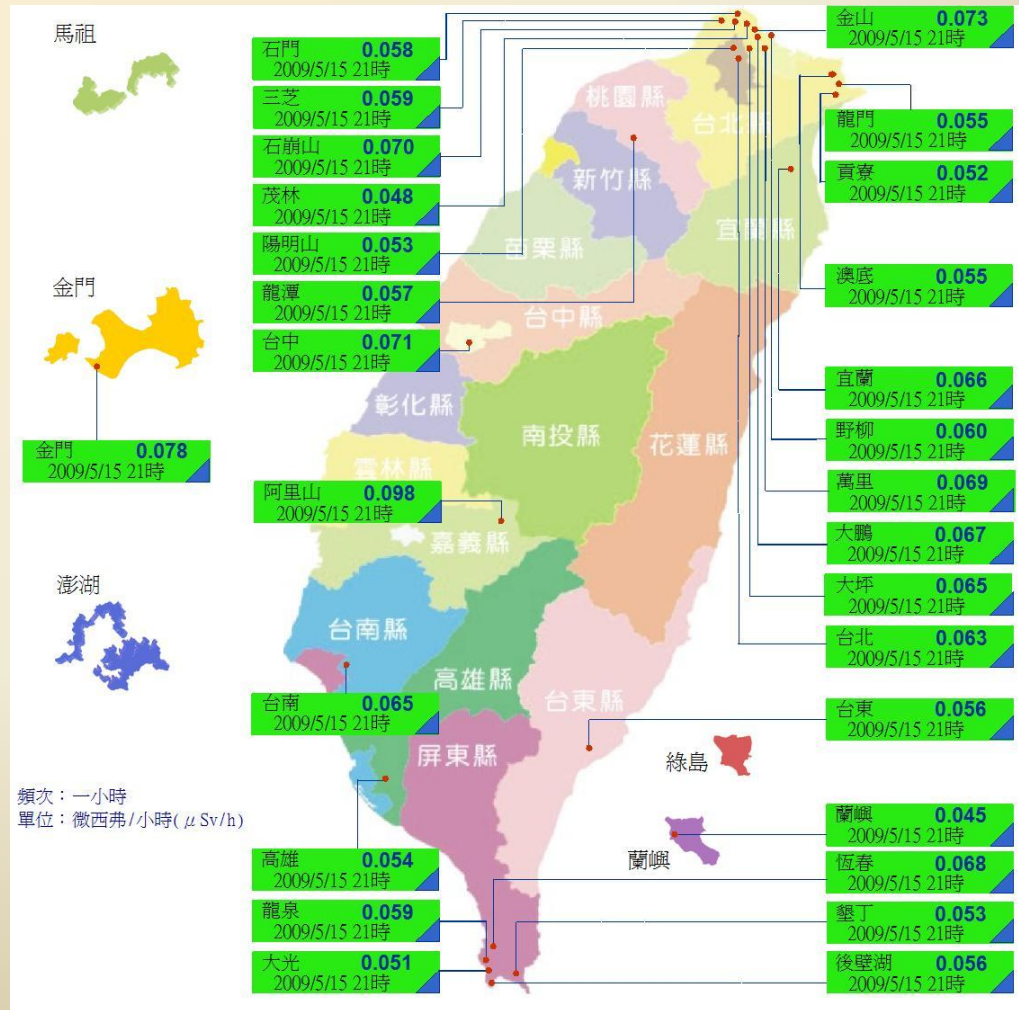 馬祖
石門 0.058
2009/5/15 21時
三芝 0.059
2009/5/15 21時
石崩山 0.070
2009/5/15 21時
茂林 0.048
2009/5/15 21時
陽明山 0.053
2009/5/15 21時
龍潭 0.057
2009/5/15 21時
台中 0.071
2009/5/15 21時
金門
金門 0.078
2009/5/15 21時
阿里山 0.098
2009/5/15 21時
澎湖
台南 0.065
2009/5/15 21時
頻次：一小時
單位：微西弗/小時( μ Sv/h)
高雄 0.054
2009/5/15 21時
龍泉 0.059
2009/5/15 21時
大光 0.051
2009/5/15 21時
桃園縣
台北縣
新竹縣
宜蘭縣
苗栗縣
台中縣
彰化縣
南投縣
花蓮縣
雲林縣
嘉義縣
台南縣
高雄縣
台東縣
屏東縣
綠島
蘭嶼
金山 0.073
2009/5/15 21時
龍門 0.055
2009/5/15 21時
貢寮 0.052
2009/5/15 21時
澳底 0.055
2009/5/15 21時
宜蘭 0.066
2009/5/15 21時
野柳 0.060
2009/5/15 21時
萬里 0.069
2009/5/15 21時
大鵬 0.067
2009/5/15 21時
大坪 0.065
2009/5/15 21時
台北 0.063
2009/5/15 21時
台東 0.056
2009/5/15 21時
蘭嶼 0.045
2009/5/15 21時
恆春 0.068
2009/5/15 21時
墾丁 0.053
2009/5/15 21時
後壁湖 0.056
2009/5/15 21時